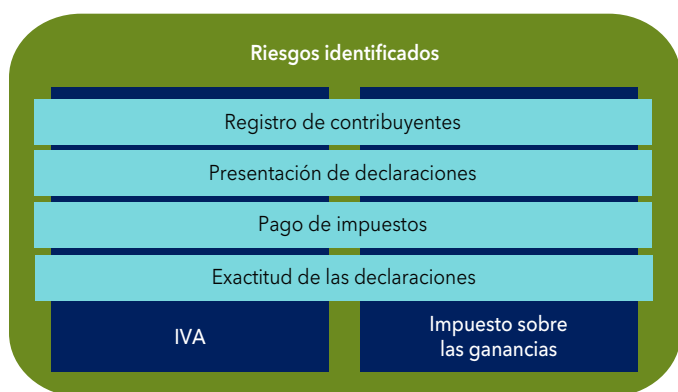 Riesgos identificados
Registro de contribuyentes
Presentación de declaraciones
Pago de impuestos
Exactitud de las declaraciones
IVA
Impuesto sobre
las ganancias